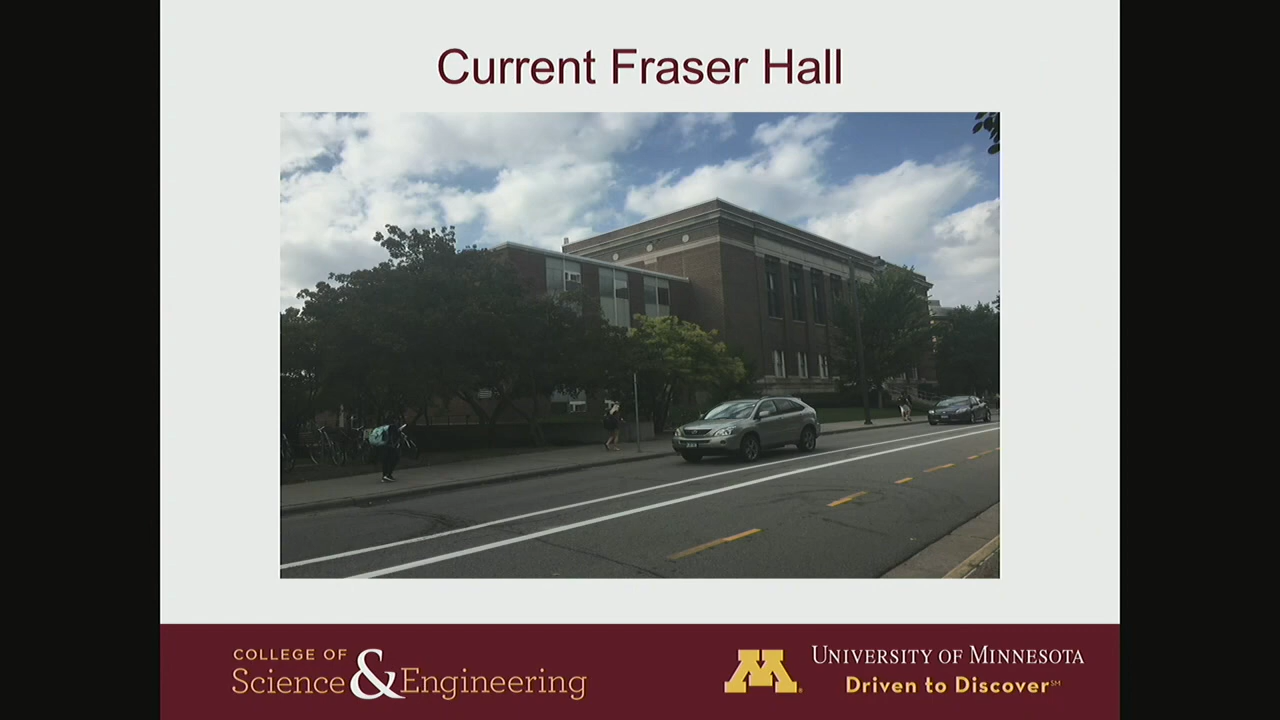 Current Fraser Hall
COLLEGE OF
Science & Engineering
M
UNIVERSITY OF MINNESOTA
Driven to Discover℠